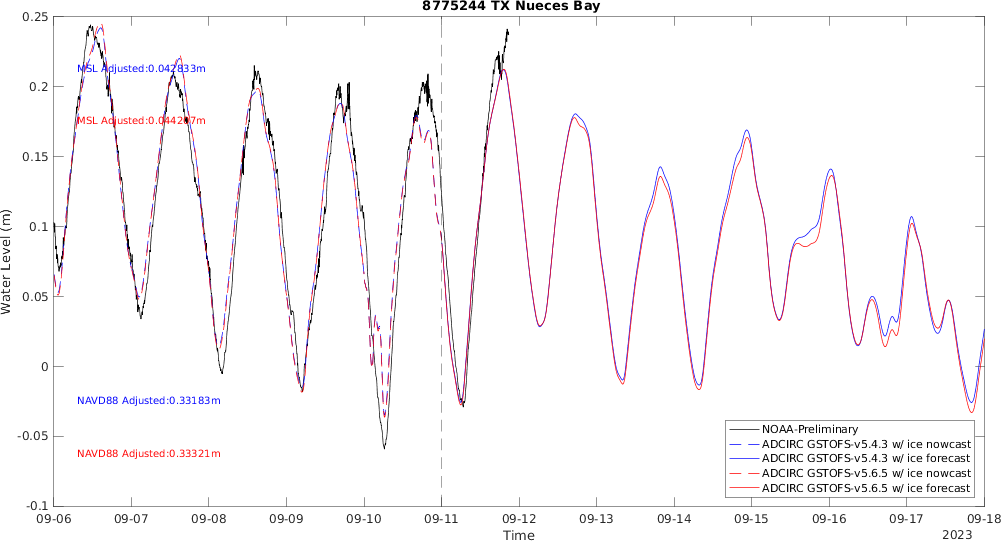 8775244 TX Nueces Bay
0.25
0.2
0.15
0.1
0.05
0
-0.05
-0.1
Water Level (m)
MSL Adjusted:0.042833m
NAVD88 Adjusted:0.33183m
NAVD88 Adjusted:0.33321m
NOAA-Preliminary
ADCIRC GSTOFS-v5.4.3 w/ ice nowcast
ADCIRC GSTOFS-v5.4.3 w/ ice forecast
ADCIRC GSTOFS-v5.6.5 w/ ice nowcast
ADCIRC GSTOFS-v5.6.5 w/ ice forecast
09-06 09-07 09-08 09-09 09-10 09-11 09-12 09-13 09-14 09-15 09-16 09-17 09-18
Time
2023